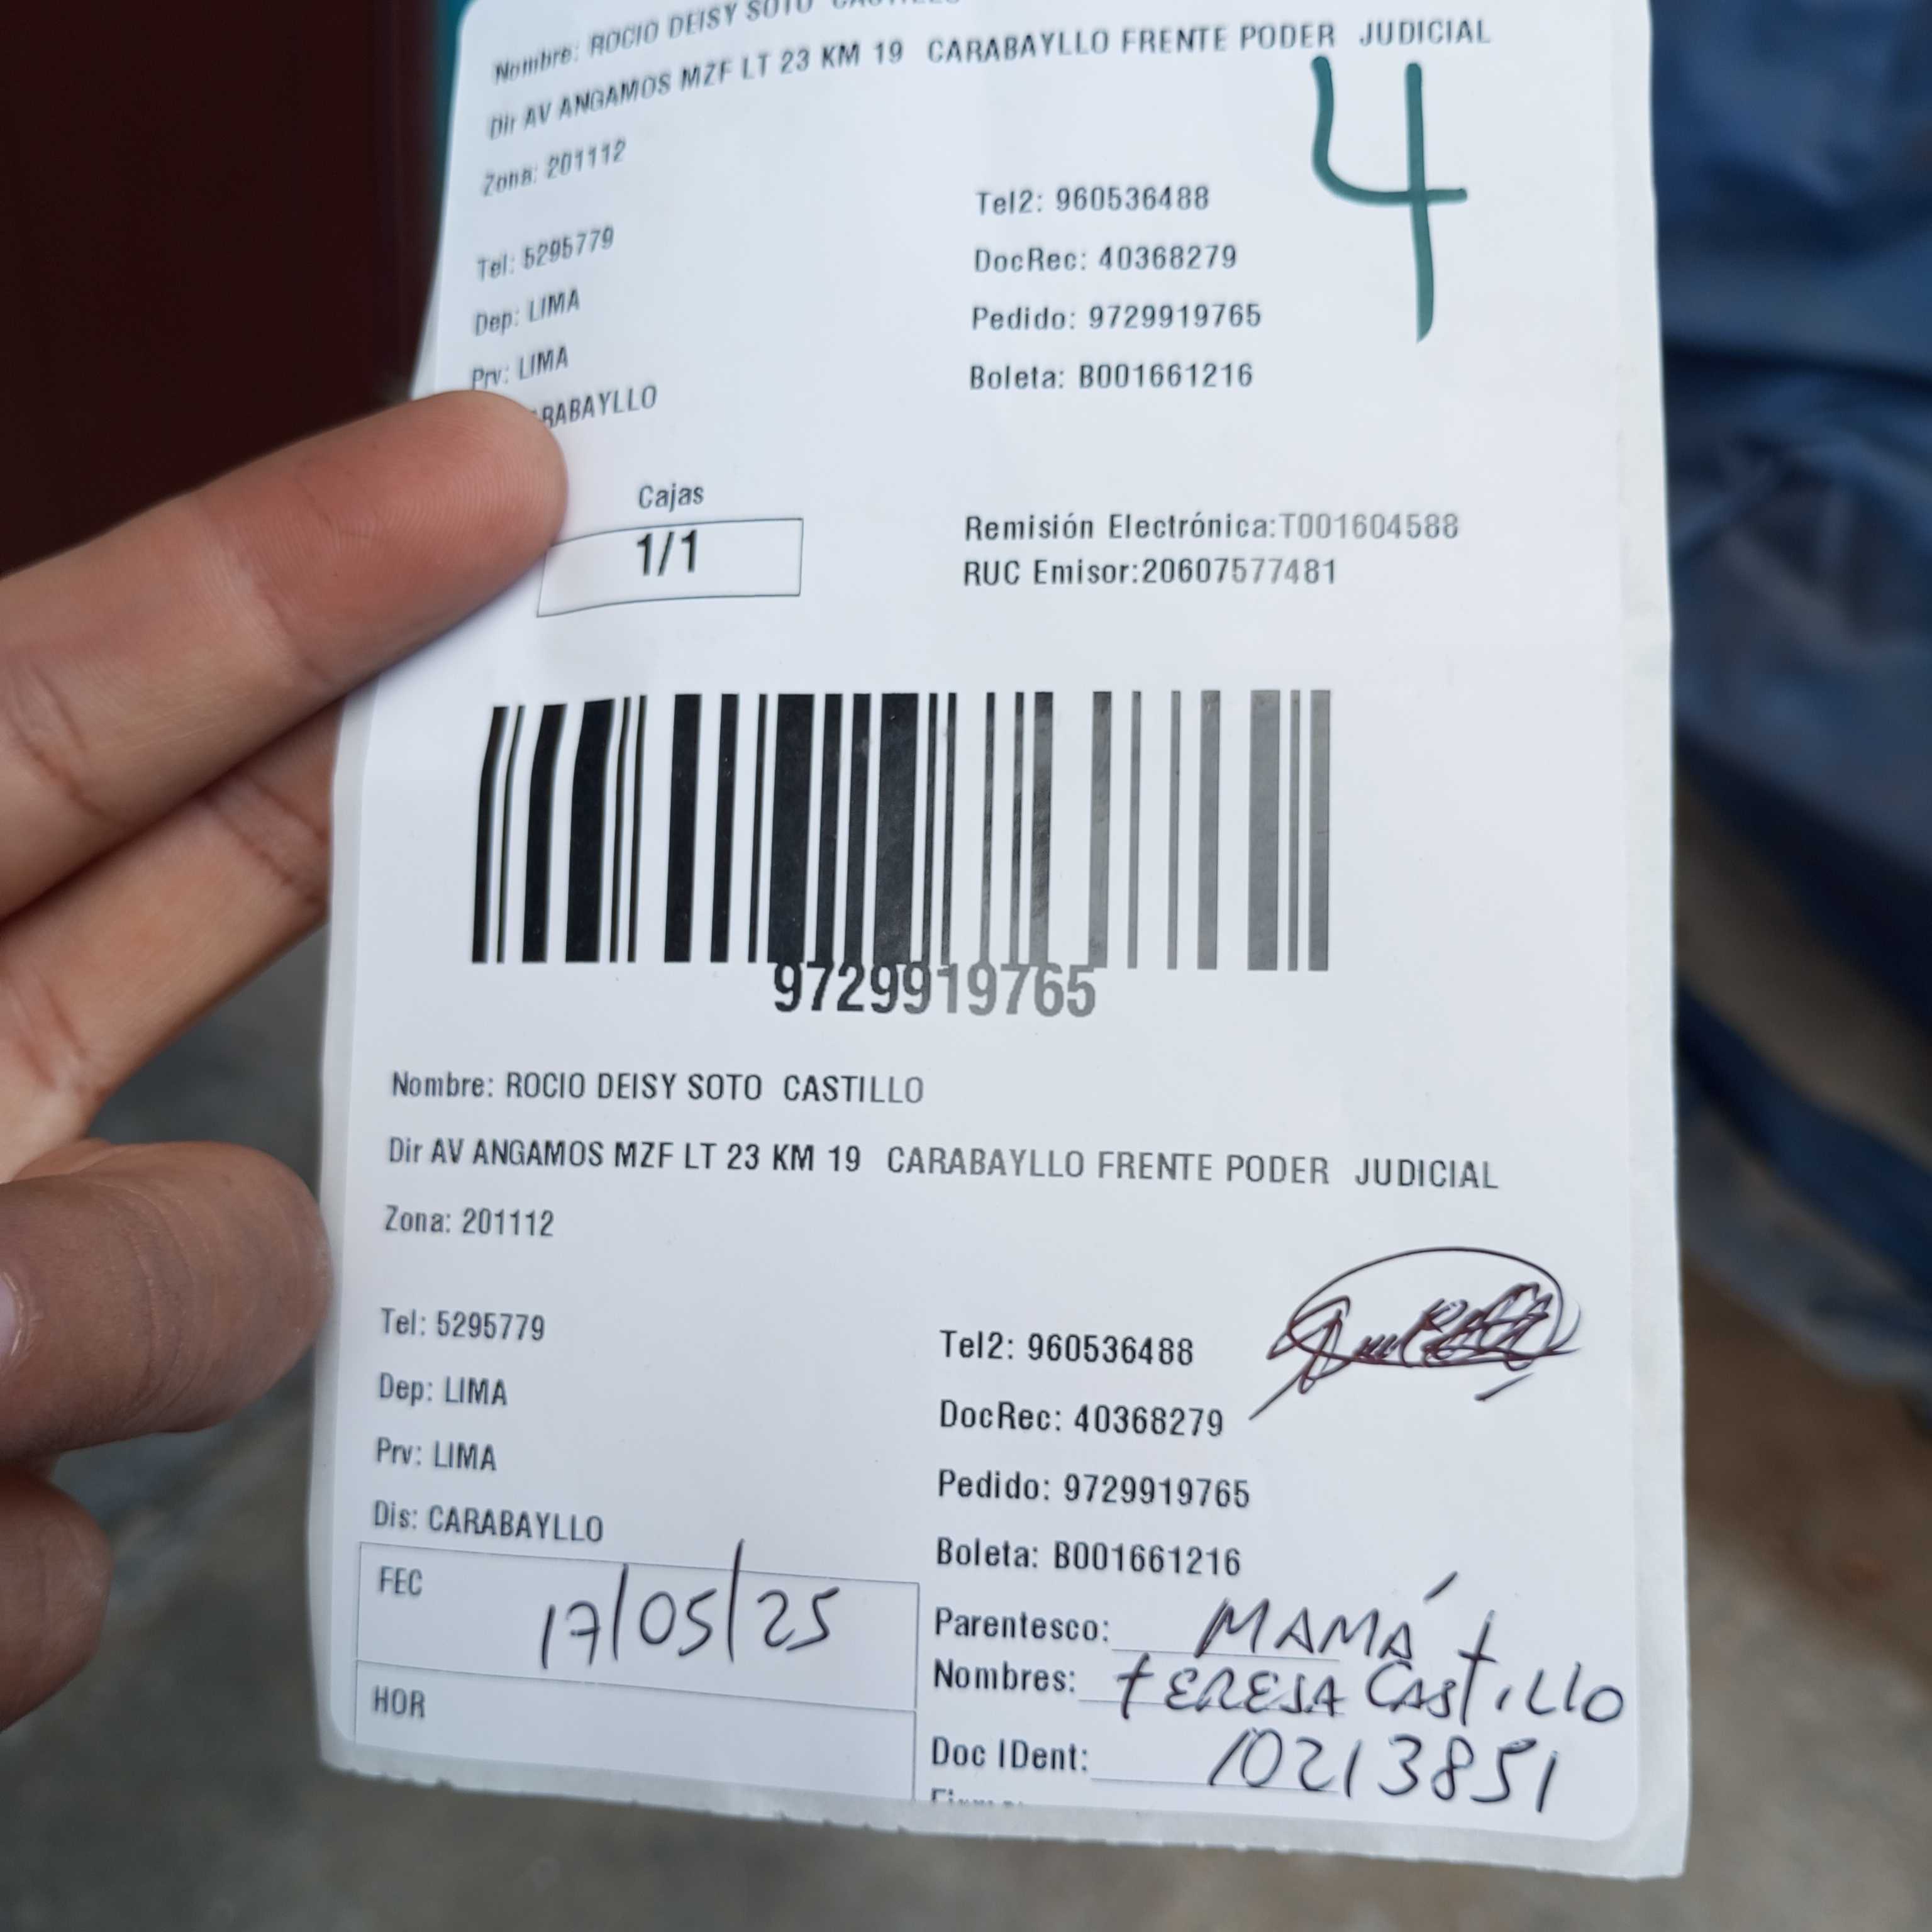 Nombre: ROCIO DEISY SOTO
Dir AV ANGAMOS MZF LT 23 KM 19 CARABAYLLO FRENTE PODER JUDICIAL
4
Zona: 201112
Tel: 5295779
Tel2: 960536488
DocRec: 40368279
Dep: LIMA
Pedido: 9729919765
Prv: LIMA
Boleta: B001661216
RABAYLLO
Cajas
1/1
Remisión Electrónica:T001604588
RUC Emisor:20607577481
9729919765
Nombre: ROCIO DEISY SOTO CASTILLO
Dir AV ANGAMOS MZF LT 23 KM 19 CARABAYLLO FRENTE PODER JUDICIAL
Zona: 201112
Tel: 5295779
Tel2: 960536488
Dep: LIMA
DocRec: 40368279
Prv: LIMA
Pedido: 9729919765
Dis: CARABAYLLO
Boleta: B001661216
FEC 17/05/25
Parentesco: MAMÁ
Nombres: TERESA CASTILLO
HOR
Doc IDent: 10213851